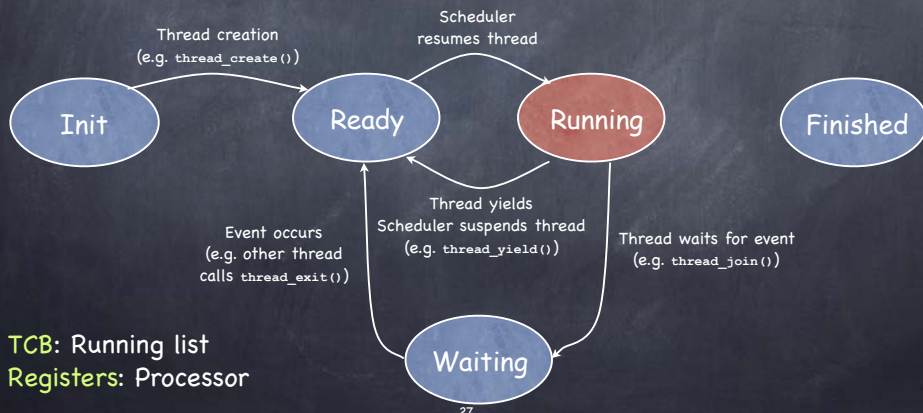 Scheduler
resumes thread
Thread creation
(e.g. thread_create())
Init
Ready
Running
Finished
Thread yields
Scheduler suspends thread
(e.g. thread_yield())
Event occurs
(e.g. other thread
calls thread_exit())
Thread waits for event
(e.g. thread_join())
Waiting
TCB: Running list
Registers: Processor
27